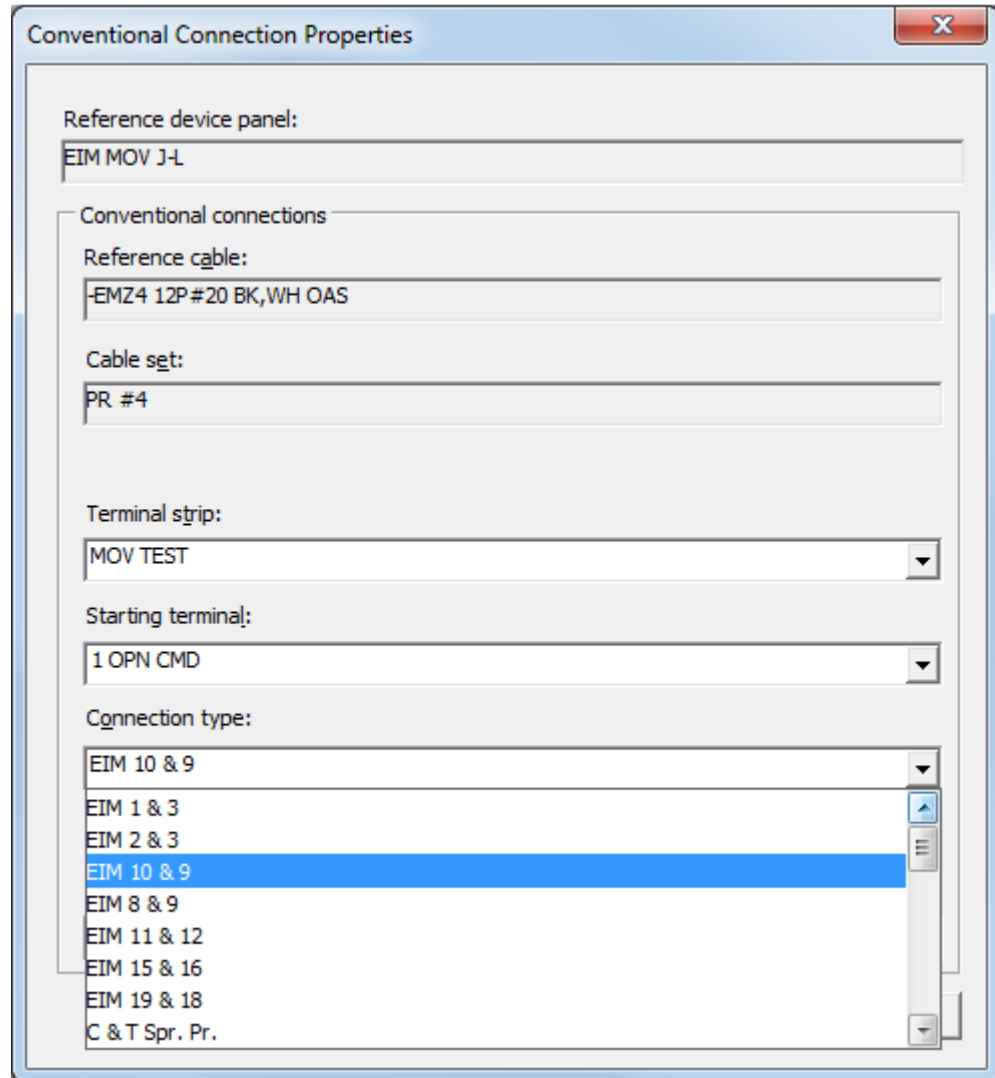 Conventional Connection Properties
Reference device panel:
EIM MOV J-L
Conventional connections
Reference cable:
-EMZ4 12P#20 BK,WH OAS
Cable set:
PR #4
Terminal strip:
MOV TEST
Starting terminal:
1 OPN CMD
Connection type:
EIM 10 & 9
EIM 1 & 3
EIM 2 & 3
EIM 10 & 9
EIM 8 & 9
EIM 11 & 12
EIM 15 & 16
EIM 19 & 18
C & T Spr. Pr.